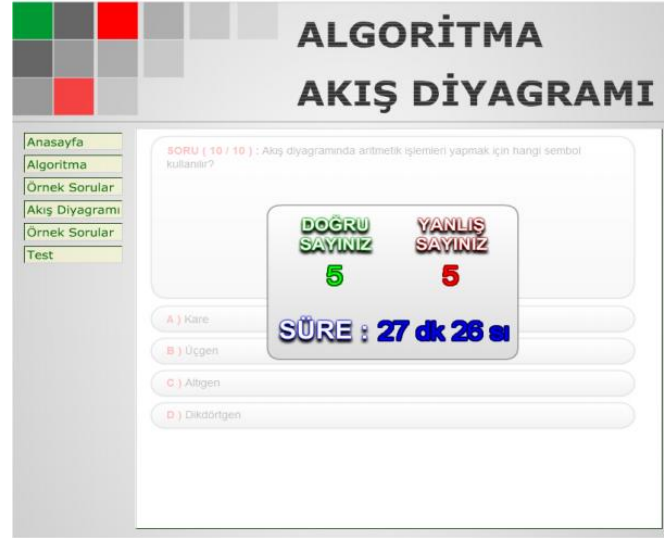 ALGORİTMA
AKIŞ DİYAGRAMI
Anasayfa
Algoritma
Örnek Sorular
Akış Diyagramı
Örnek Sorular
Test
SORU ( 10 / 10 ) : Akış diyagramında aritmetik işlemleri yapmak için hangi sembol
kullanılır?
DOĞRU SAYINIZ
YANLIŞ SAYINIZ
5
5
SÜRE : 27 dk 26 sı
A ) Kare
B ) Üçgen
C ) Altıgen
D ) Dikdörtgen